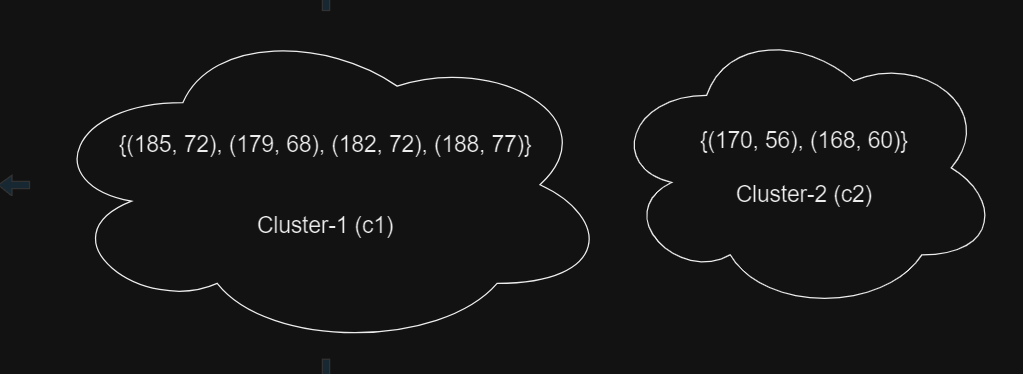 {(185, 72), (179, 68), (182, 72), (188, 77)}
Cluster-1 (c1)
{(170, 56), (168, 60)}
Cluster-2 (c2)